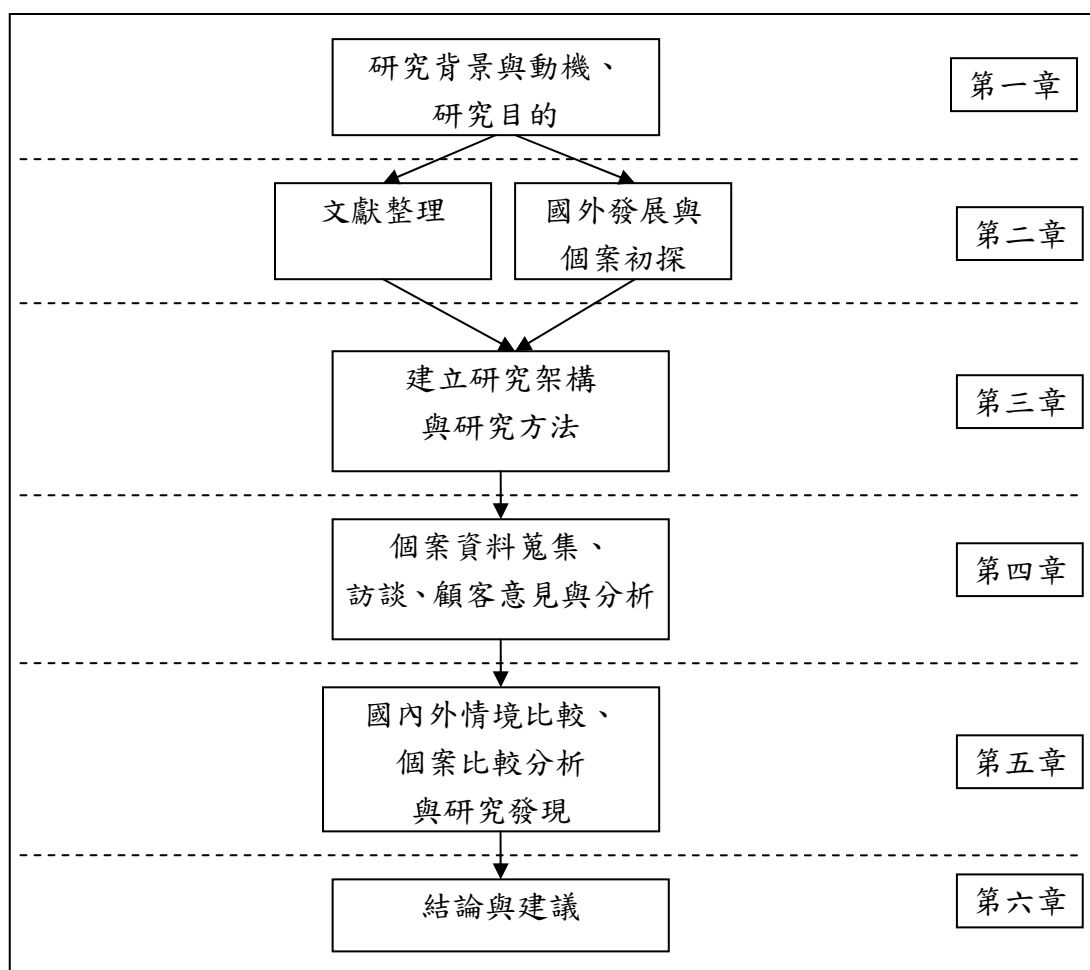 研究背景與動機、
研究目的
第一章
文獻整理
國外發展與
個案初探
第二章
建立研究架構
與研究方法
第三章
個案資料蒐集、
訪談、顧客意見與分析
第四章
國內外情境比較、
個案比較分析
與研究發現
第五章
結論與建議
第六章